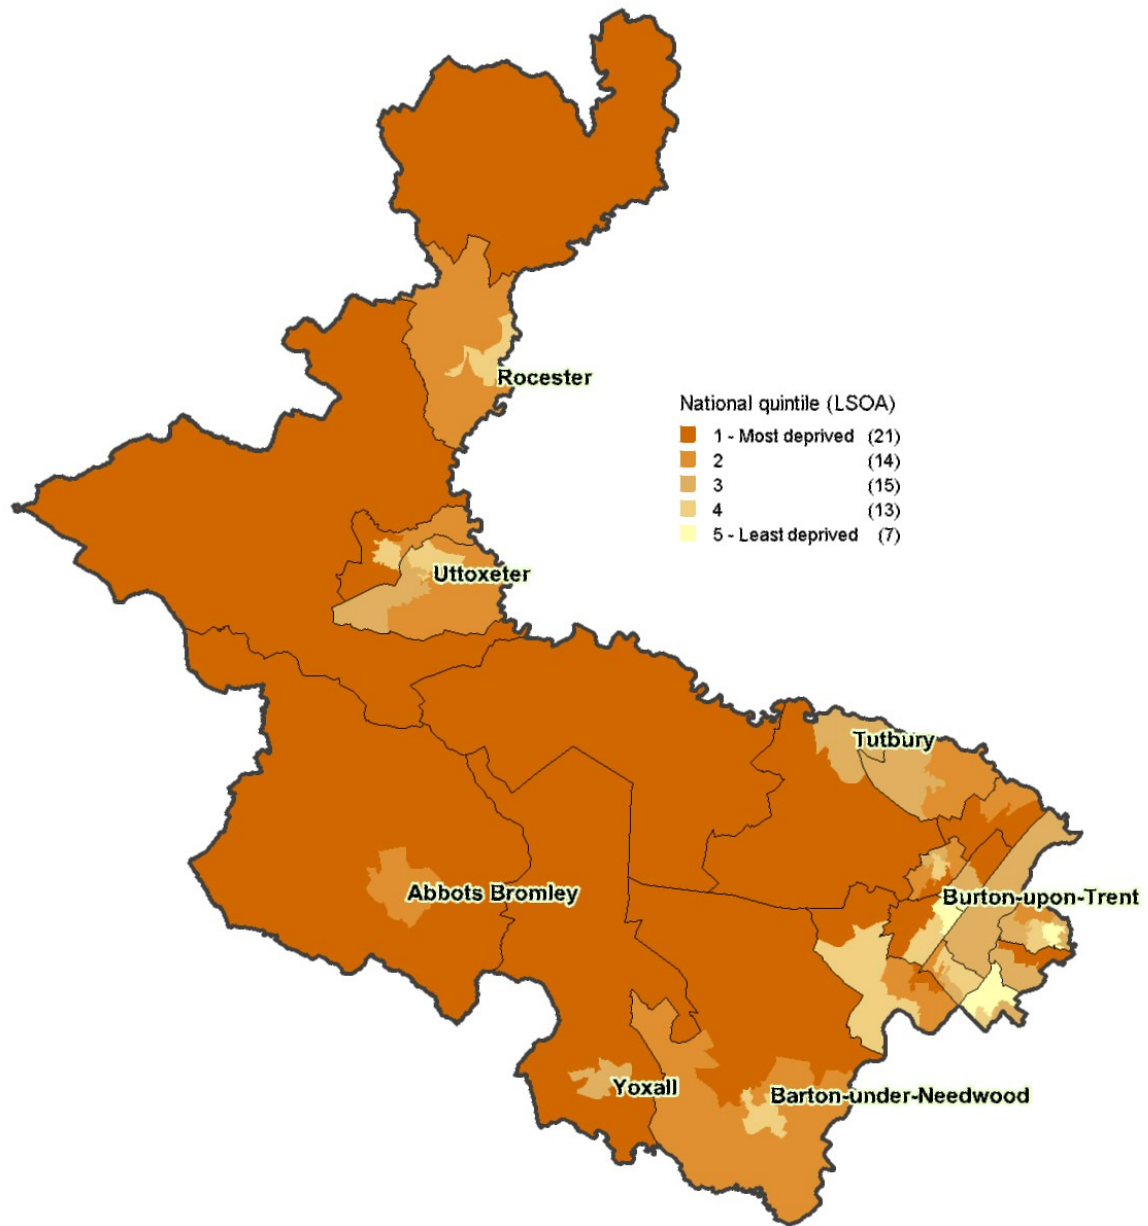 Rocester
National quintile (LSOA)
1 - Most deprived (21)
2 (14)
3 (15)
4 (13)
5 - Least deprived (7)
Uttoxeter
Tutbury
Abbots Bromley
Burton-upon-Trent
Yoxall
Barton-under-Needwood